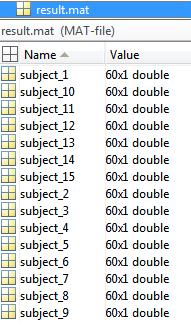 result.mat
result.mat (MAT-file)
Name Value
subject_1 60x1 double
subject_10 60x1 double
subject_11 60x1 double
subject_12 60x1 double
subject_13 60x1 double
subject_14 60x1 double
subject_15 60x1 double
subject_2 60x1 double
subject_3 60x1 double
subject_4 60x1 double
subject_5 60x1 double
subject_6 60x1 double
subject_7 60x1 double
subject_8 60x1 double
subject_9 60x1 double